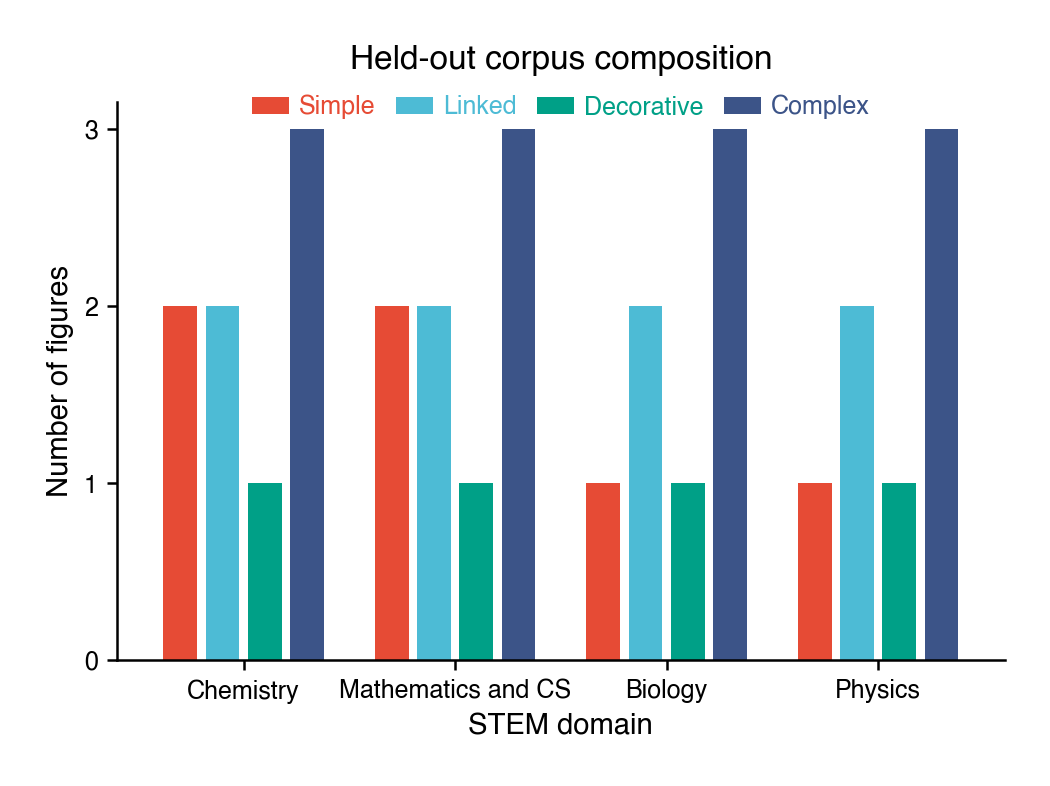 Held-out corpus composition
Simple Linked Decorative Complex
3
2
1
0
Number of figures
Chemistry Mathematics and CS Biology Physics
STEM domain